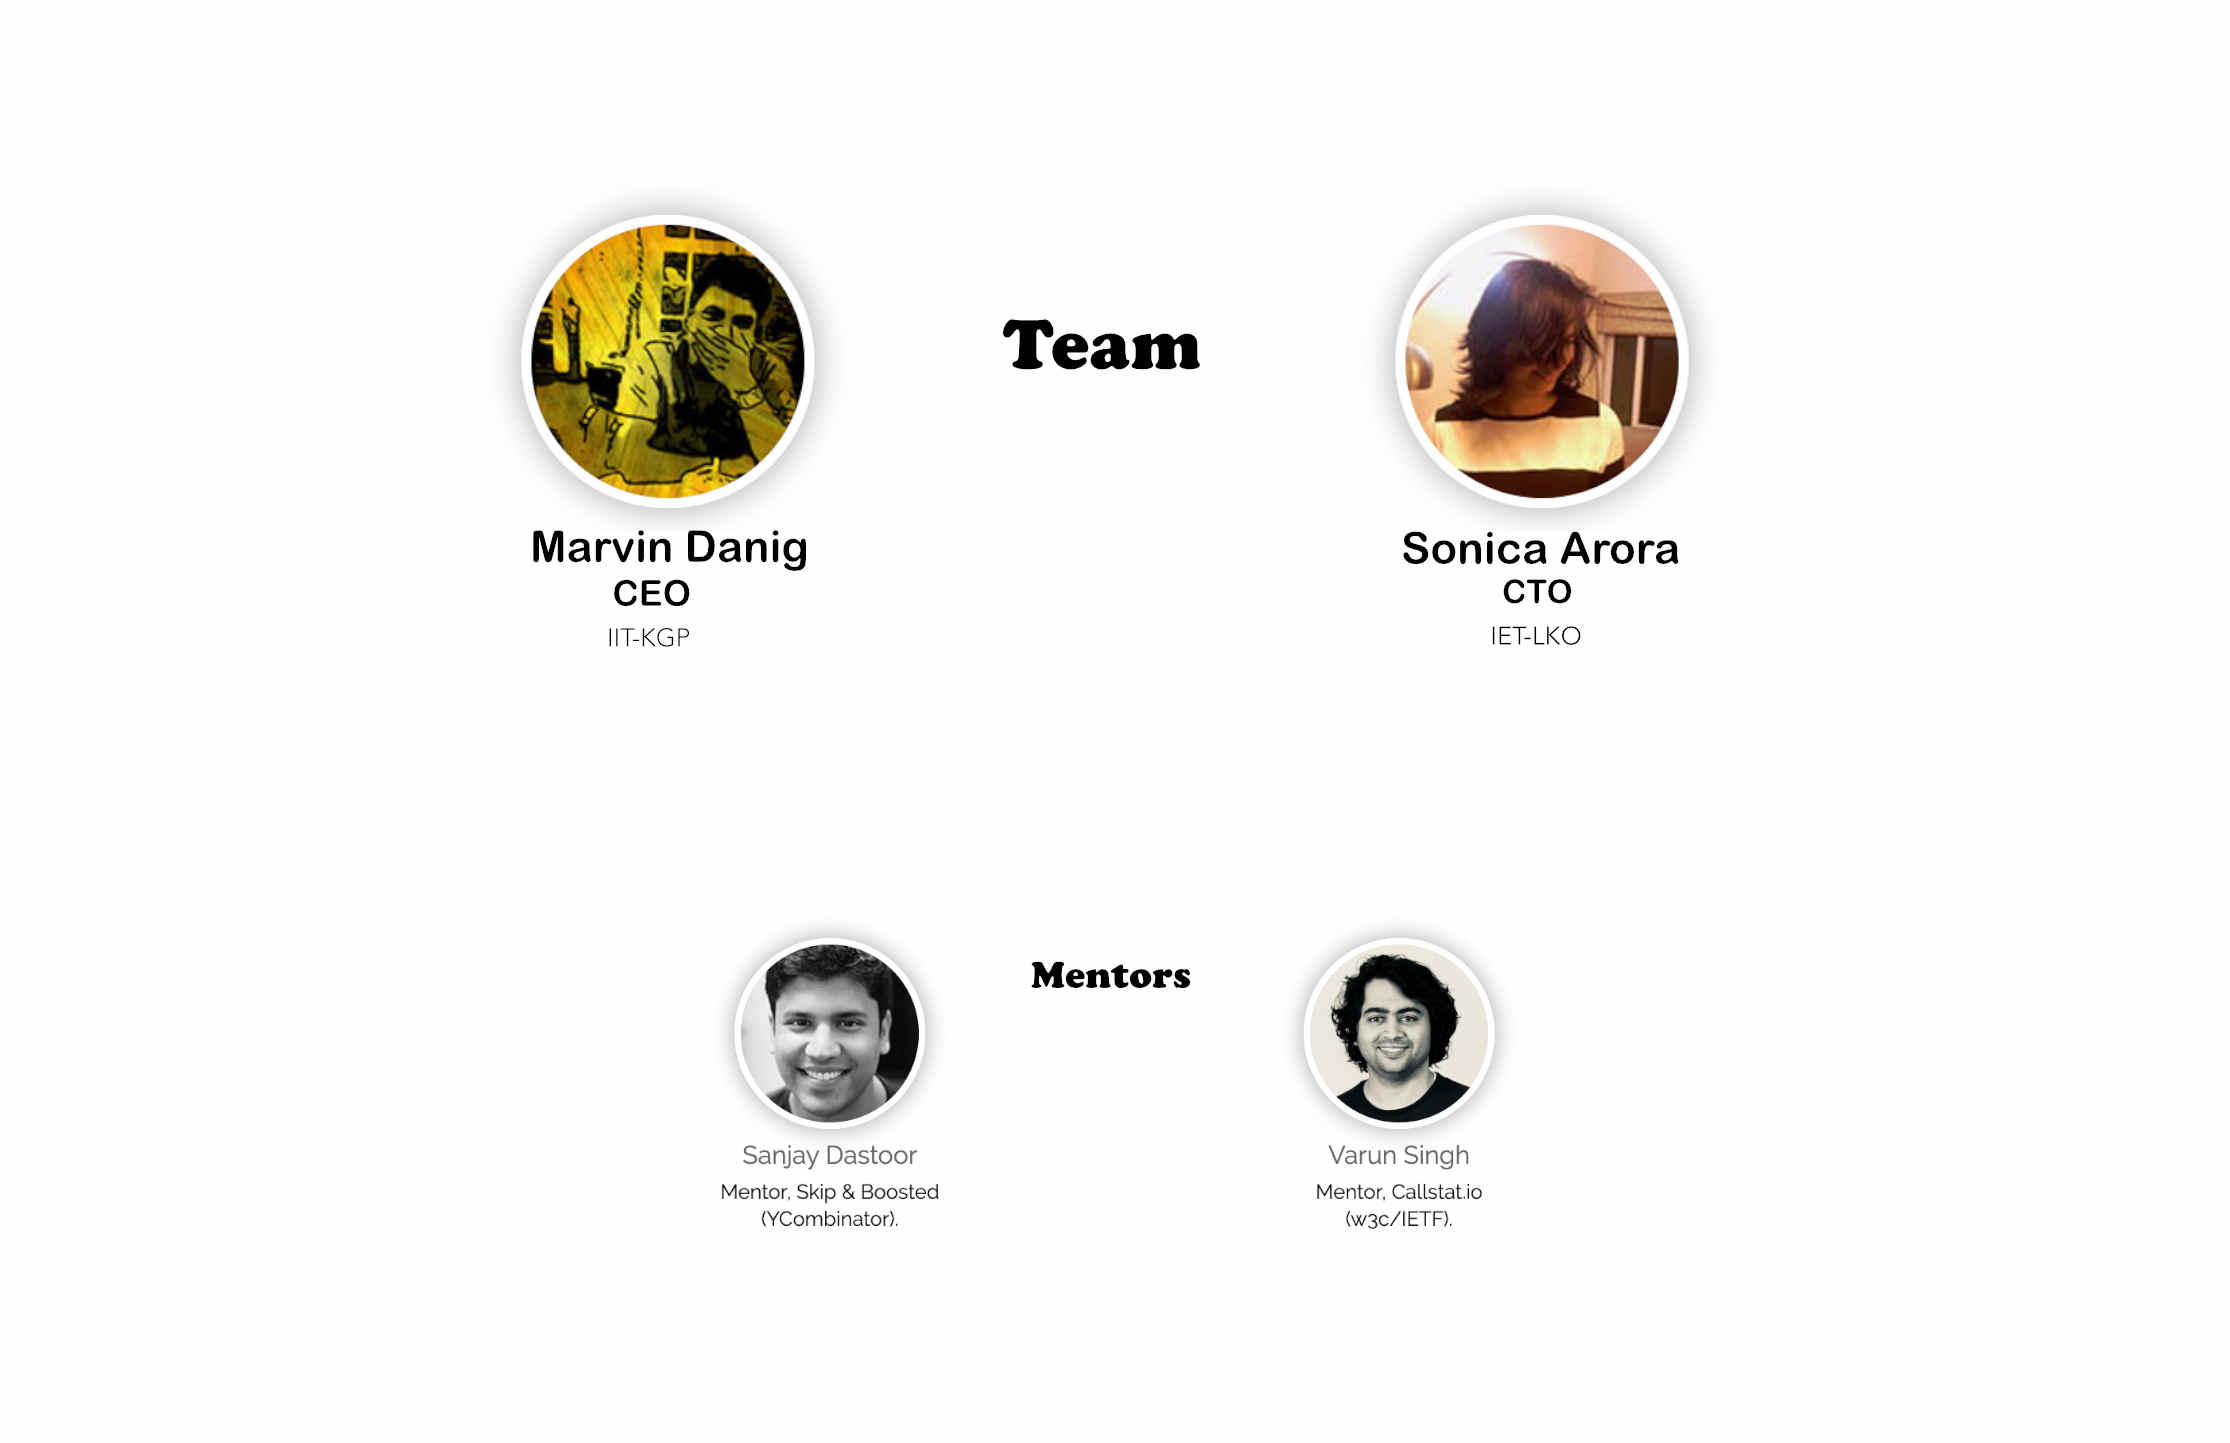 Team
Marvin Danig
CEO
IIT-KGP
Sonica Arora
CTO
IET-LKO
Mentors
Sanjay Dastoor
Mentor, Skip & Boosted
(YCombinator).
Varun Singh
Mentor, Callstat.io
(w3c/IETF).